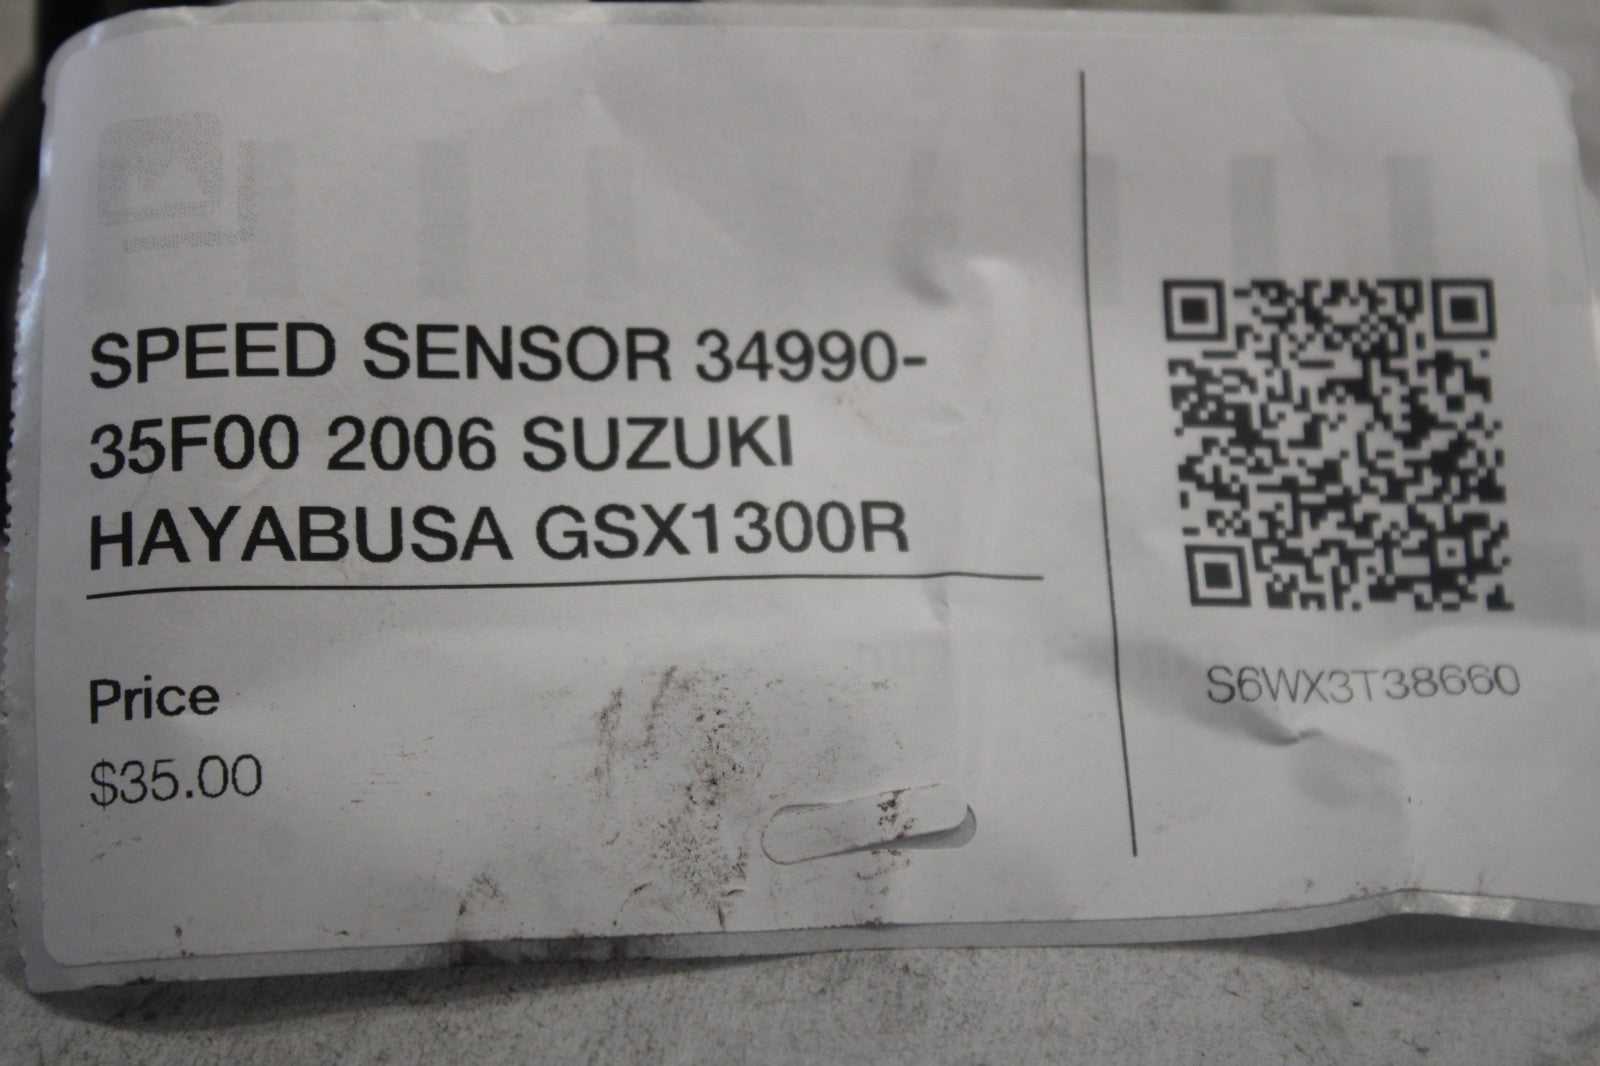 SPEED SENSOR 34990-
35F00 2006 SUZUKI
HAYABUSA GSX1300R
Price
$35.00
S6WX3T38660